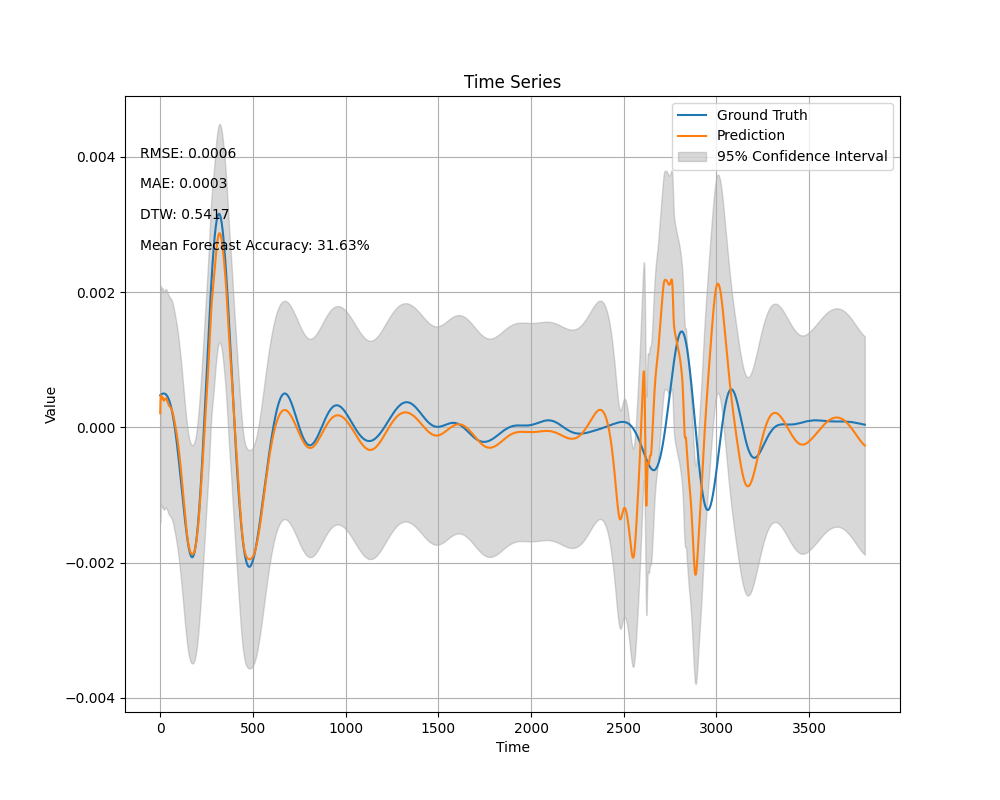 Time Series
Ground Truth
Prediction
95% Confidence Interval
RMSE: 0.0006
MAE: 0.0003
DTW: 0.5417
Mean Forecast Accuracy: 31.63%
Value
0.004
0.002
0.000
−0.002
−0.004
0 500 1000 1500 2000 2500 3000 3500
Time